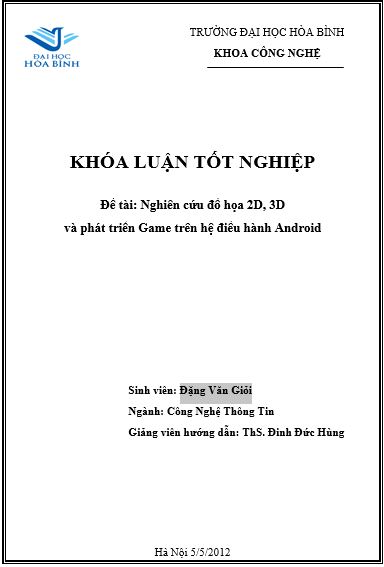 TRƯỜNG ĐẠI HỌC HÒA BÌNH
KHOA CÔNG NGHỆ
ĐẠI HỌC
HÒA BÌNH
KHÓA LUẬN TỐT NGHIỆP
Đề tài: Nghiên cứu đồ họa 2D, 3D
và phát triển Game trên hệ điều hành Android
Sinh viên: Đặng Văn Giỏi
Ngành: Công Nghệ Thông Tin
Giảng viên hướng dẫn: ThS. Đinh Đức Hùng
Hà Nội 5/5/2012